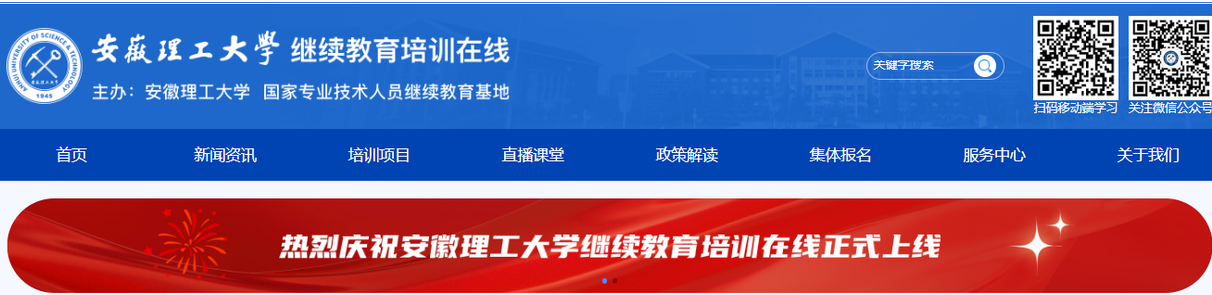 ANHUI UNIVERSITY OF SCIENCE & TECHNOLOGY
1945
安徽理工大學 继续教育培训在线
主办：安徽理工大学 国家专业技术人员继续教育基地
关键字搜索
扫码移动端学习 关注微信公众号
首页 新闻资讯 培训项目 直播课堂 政策解读 集体报名 服务中心 关于我们
热烈庆祝安徽理工大学继续教育培训在线正式上线